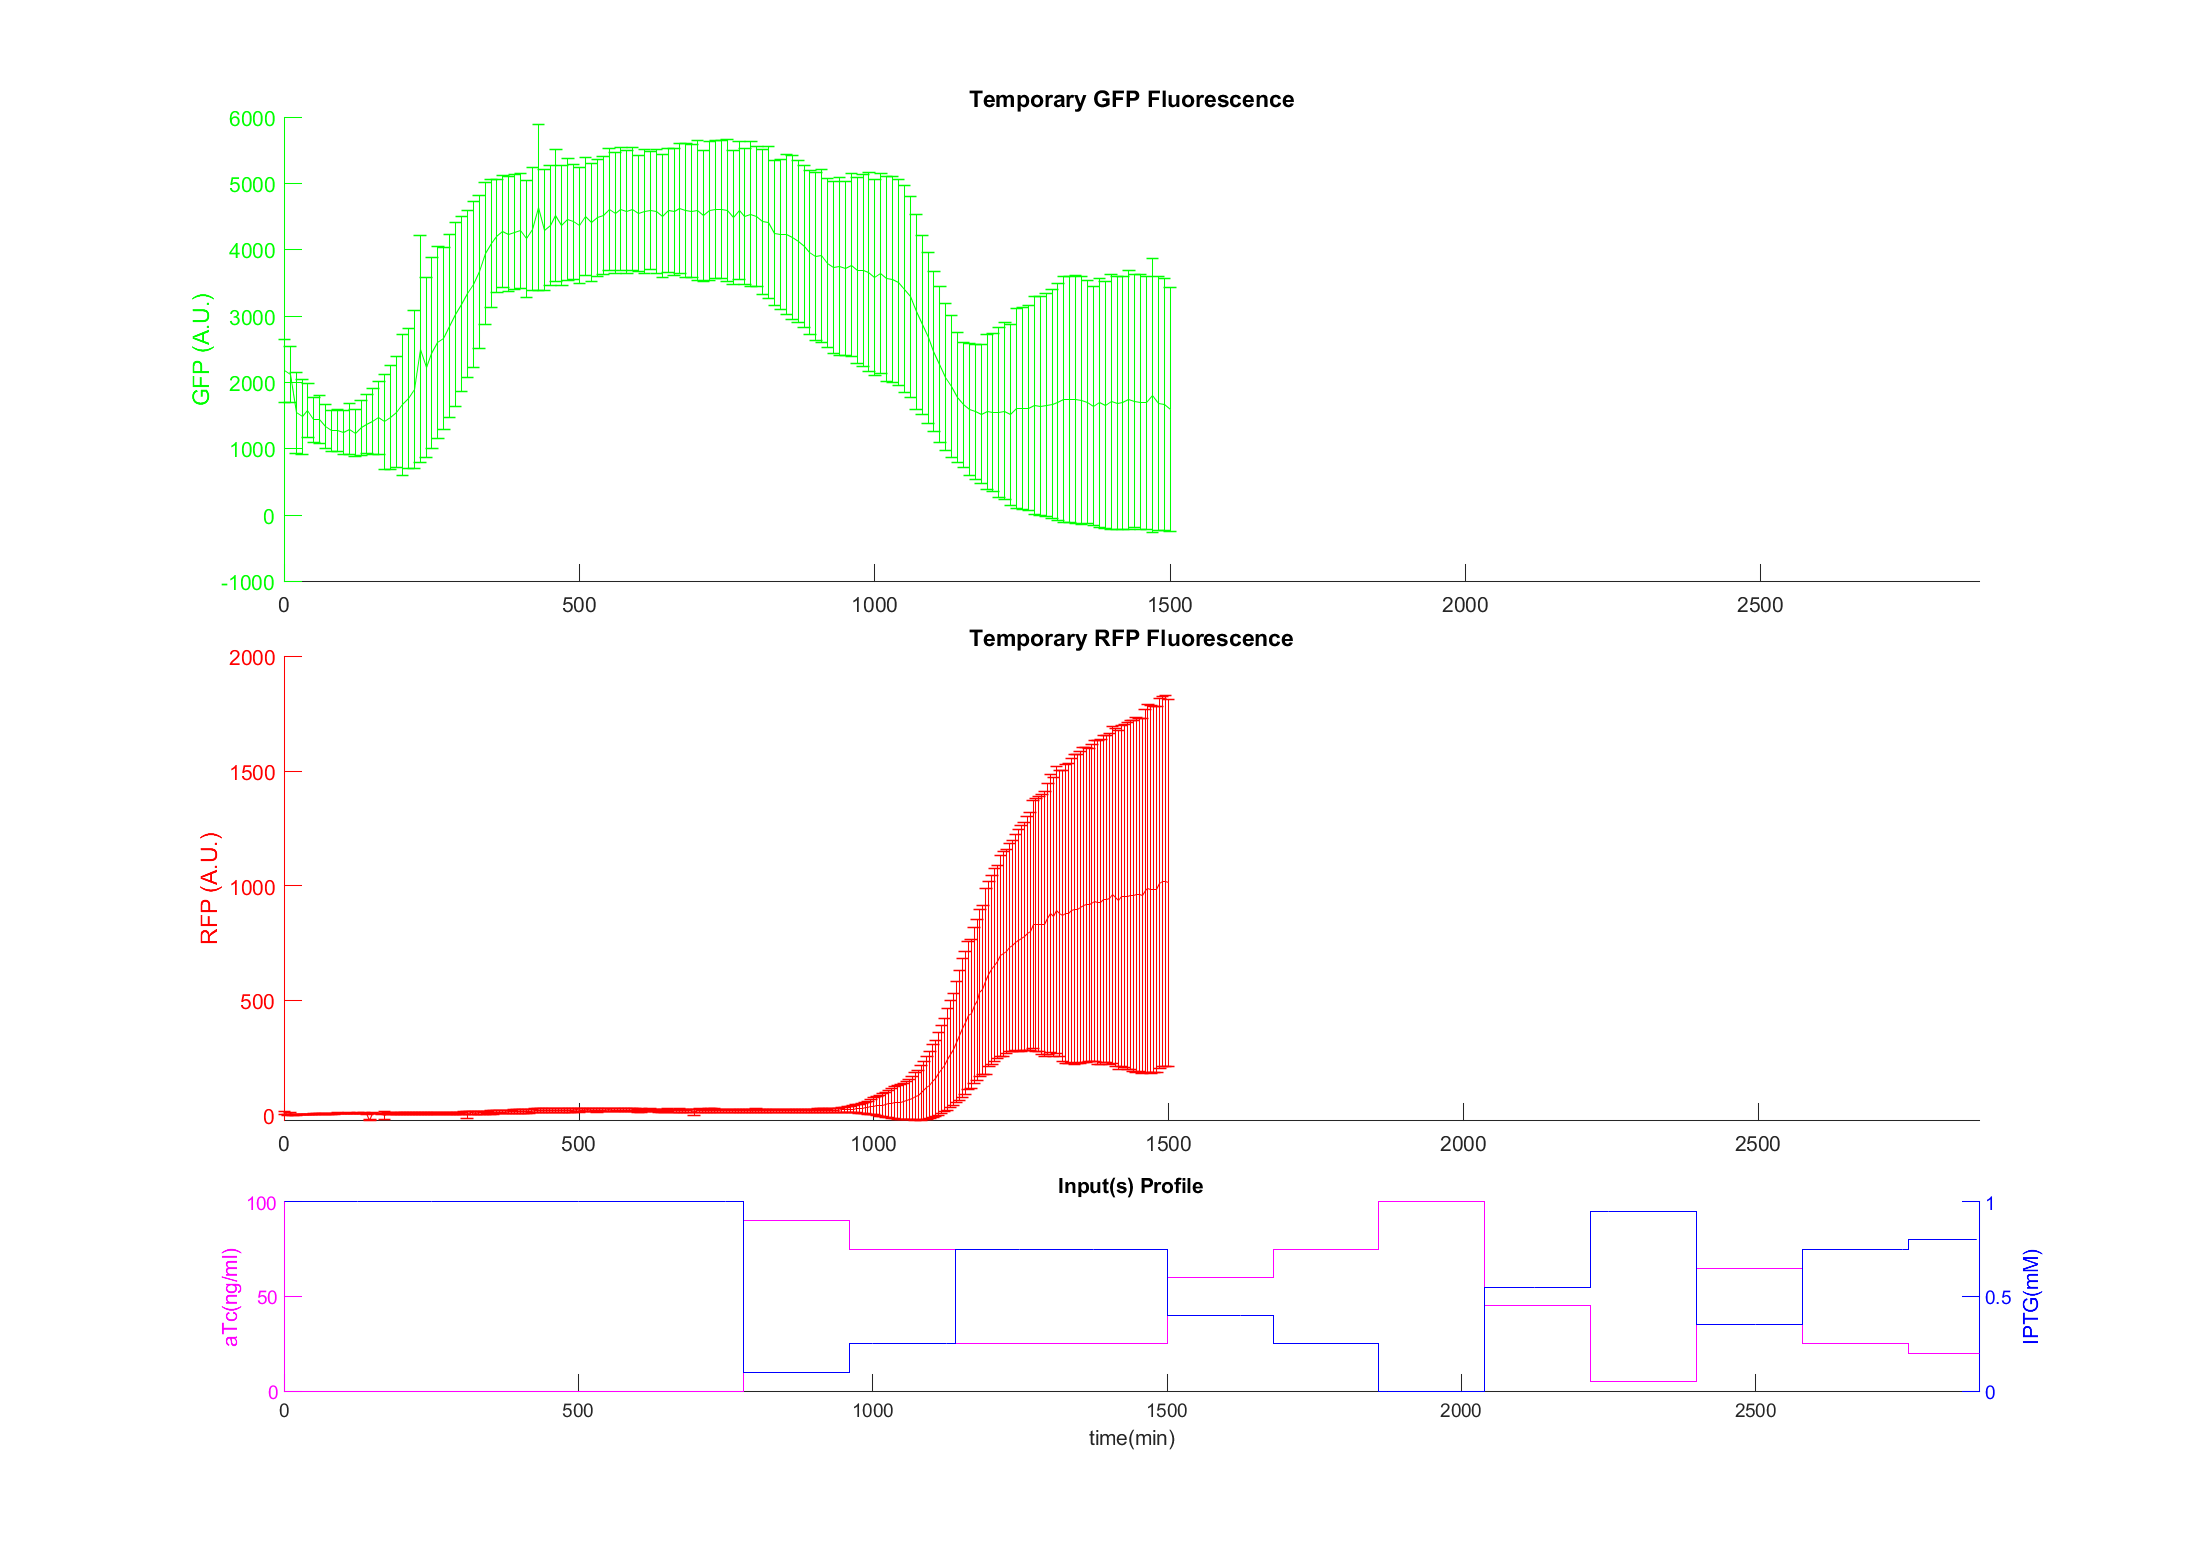 Temporary GFP Fluorescence
GFP (A.U.)
6000
5000
4000
3000
2000
1000
0
-1000
0 500 1000 1500 2000 2500
Temporary RFP Fluorescence
RFP (A.U.)
2000
1500
1000
500
0
0 500 1000 1500 2000 2500
Input(s) Profile
aTc(ng/ml)
100
50
0
1
0.5
0
IPTG(mM)
0 500 1000 1500 2000 2500
time(min)